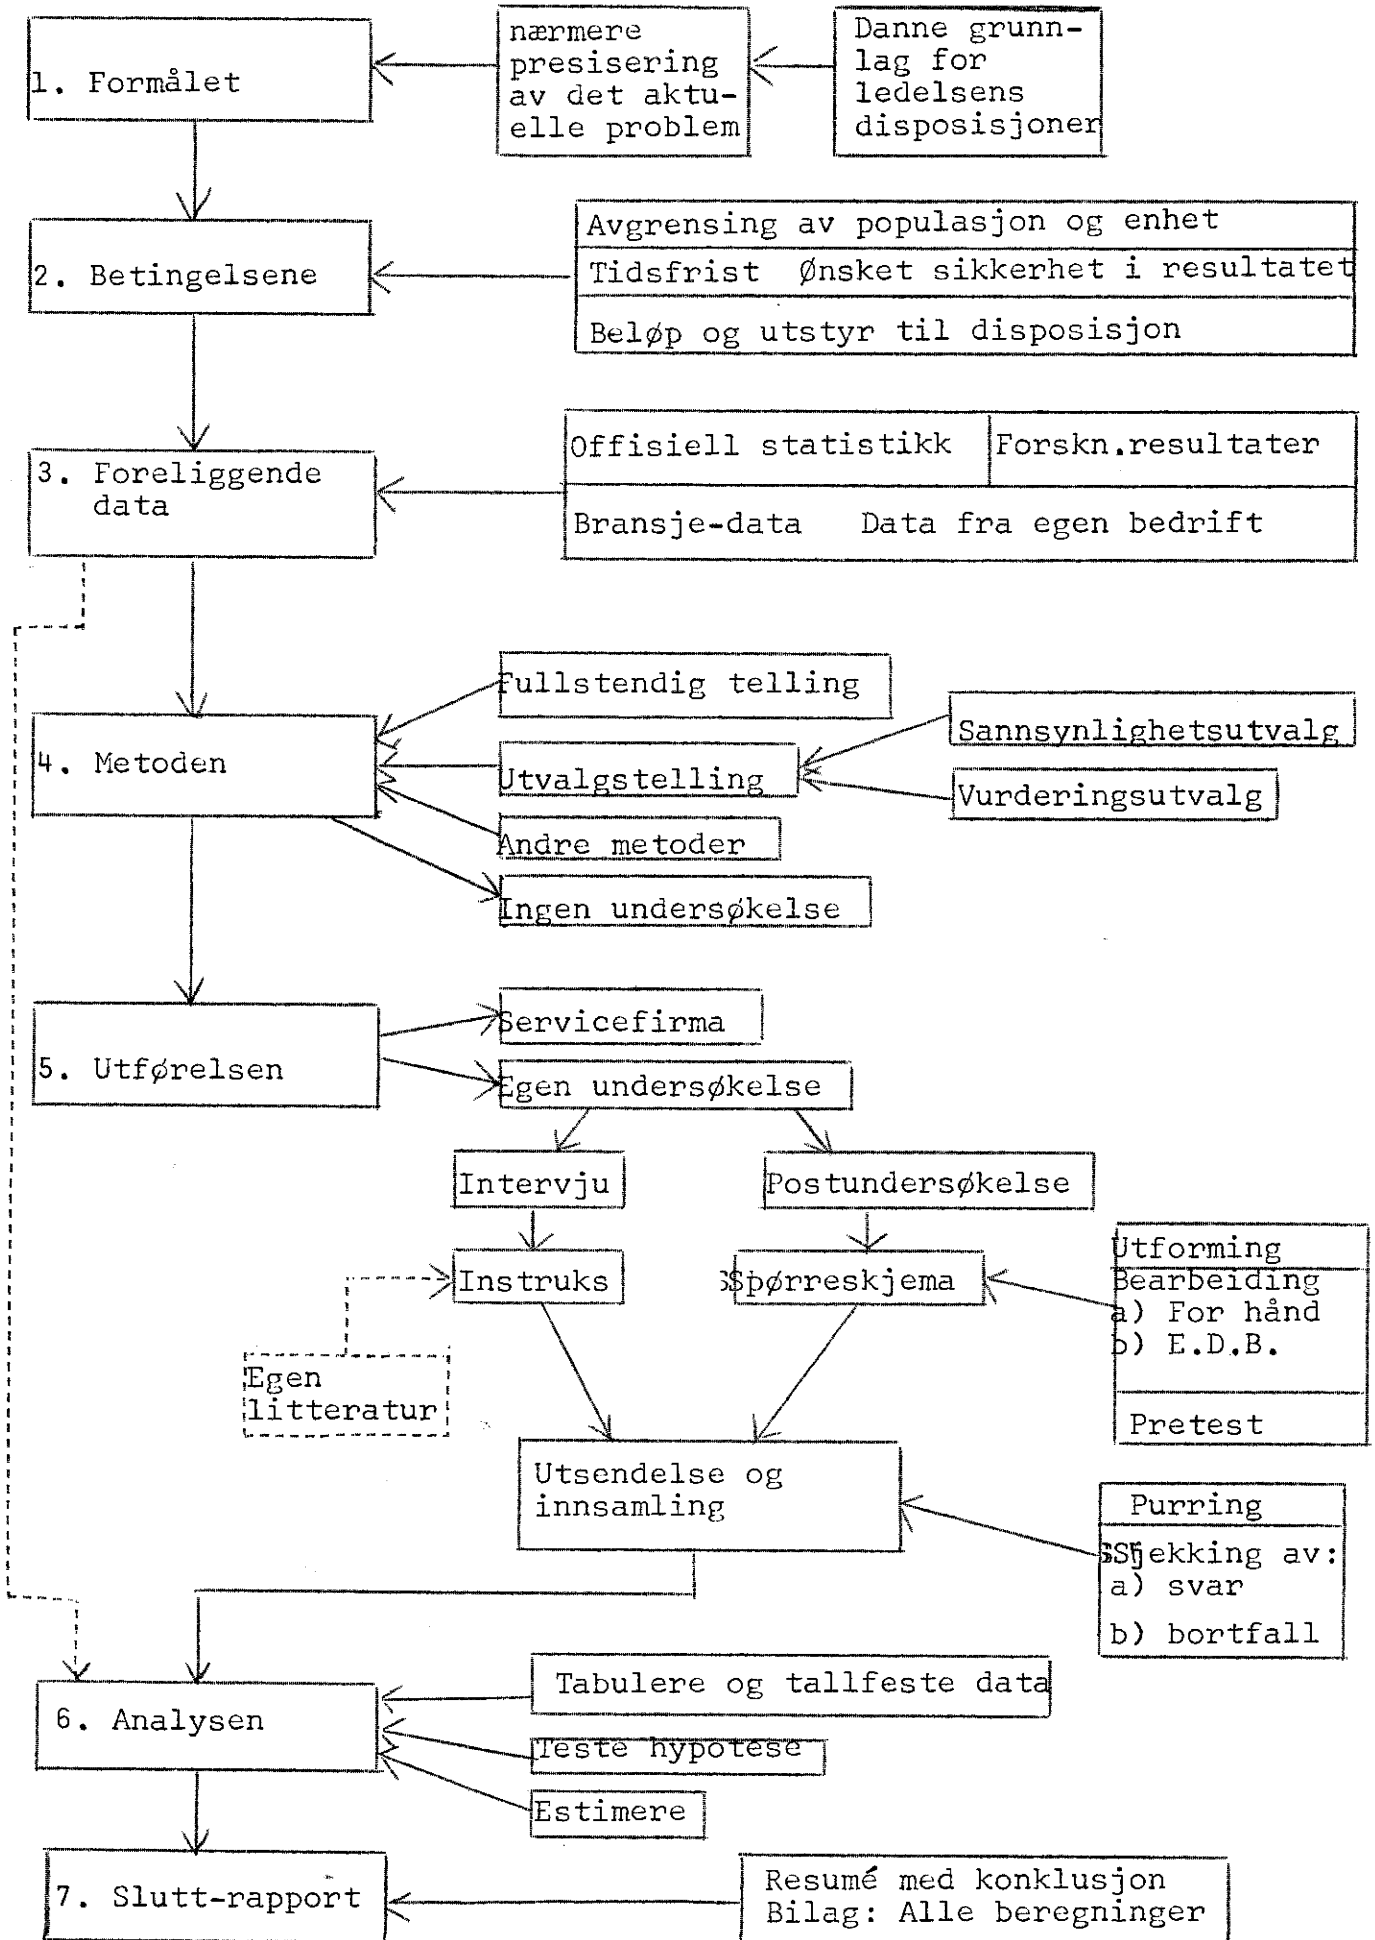 1. Formålet
nærmere
presisering
av det aktu-
elle problem
Danne grunn-
lag for
ledelsens
disposisjoner
2. Betingelsene
Avgrensing av populasjon og enhet
Tidsfrist Ønsket sikkerhet i resultatet
Beløp og utstyr til disposisjon
3. Foreliggende
data
Offisiell statistikk Forskn.resultater
Bransje-data Data fra egen bedrift
4. Metoden
Fullstendig telling
Utvalgstelling
Sannsynlighetsutvalg
Vurderingsutvalg
Andre metoder
Ingen undersøkelse
5. Utførelsen
Servicefirma
Egen undersøkelse
Intervju
Postundersøkelse
Instruks
Spørreskjema
Utforming
Bearbeiding
a) For hånd
b) E.D.B.
Pretest
Egen
litteratur
Utsendelse og
innsamling
Purring
Sjekking av:
a) svar
b) bortfall
6. Analysen
Tabulere og tallfeste data
Teste hypotese
Estimere
7. Slutt-rapport
Resumé med konklusjon
Bilag: Alle beregninger